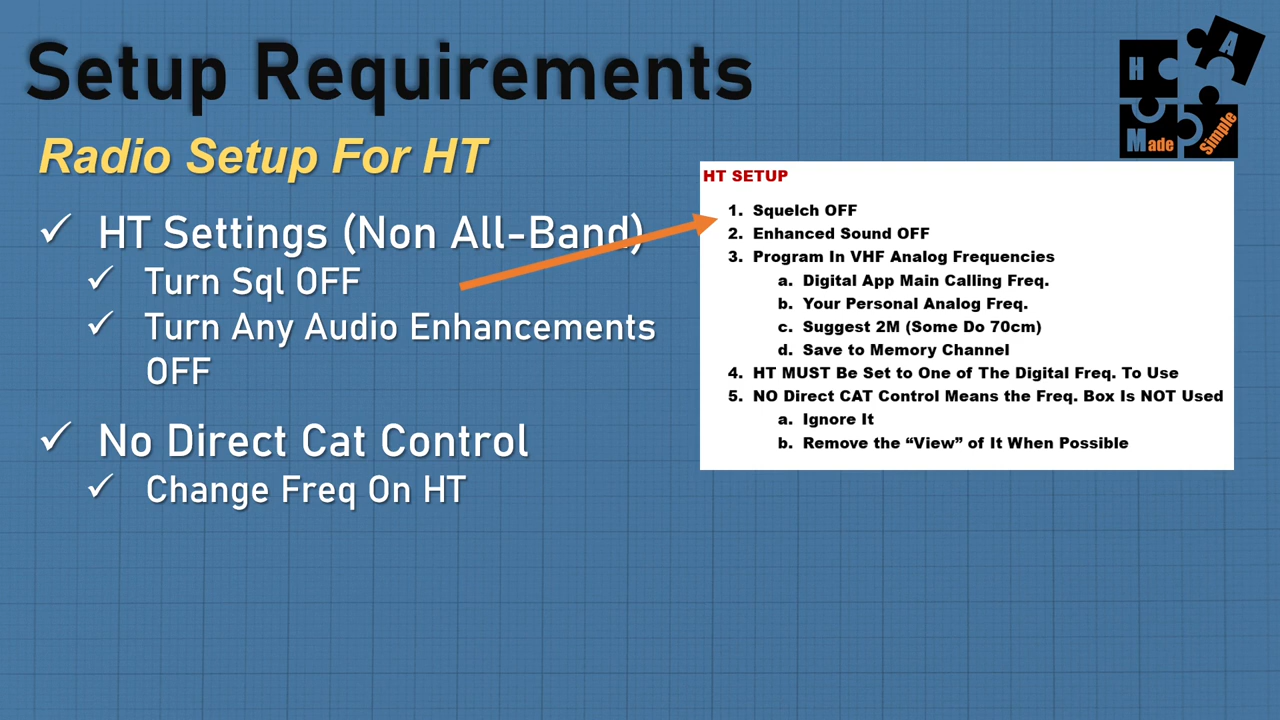 Setup Requirements
H A
Made Simple
Radio Setup For HT
✓ HT Settings (Non All-Band)
✓ Turn Sql OFF
✓ Turn Any Audio Enhancements
OFF
✓ No Direct Cat Control
✓ Change Freq On HT
HT SETUP
1. Squelch OFF
2. Enhanced Sound OFF
3. Program In VHF Analog Frequencies
a. Digital App Main Calling Freq.
b. Your Personal Analog Freq.
c. Suggest 2M (Some Do 70cm)
d. Save to Memory Channel
4. HT MUST Be Set to One of The Digital Freq. To Use
5. NO Direct CAT Control Means the Freq. Box Is NOT Used
a. Ignore It
b. Remove the “View” of It When Possible